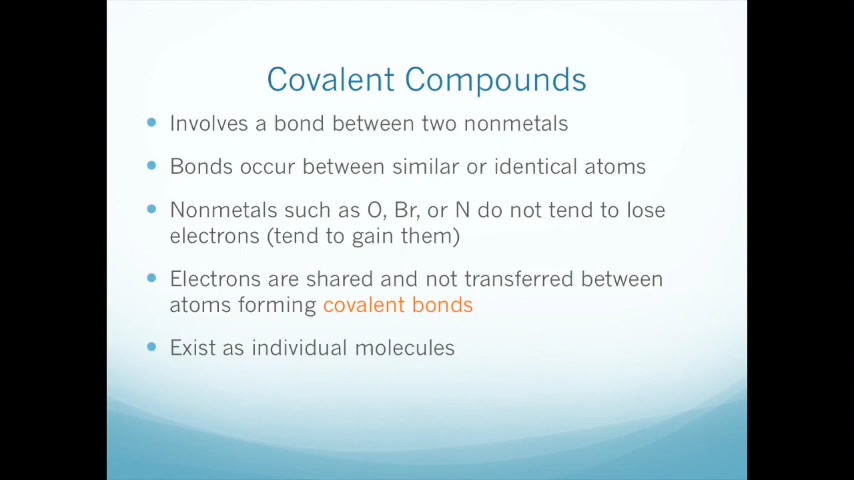 Covalent Compounds
• Involves a bond between two nonmetals
• Bonds occur between similar or identical atoms
• Nonmetals such as O, Br, or N do not tend to lose
electrons (tend to gain them)
• Electrons are shared and not transferred between
atoms forming covalent bonds
• Exist as individual molecules